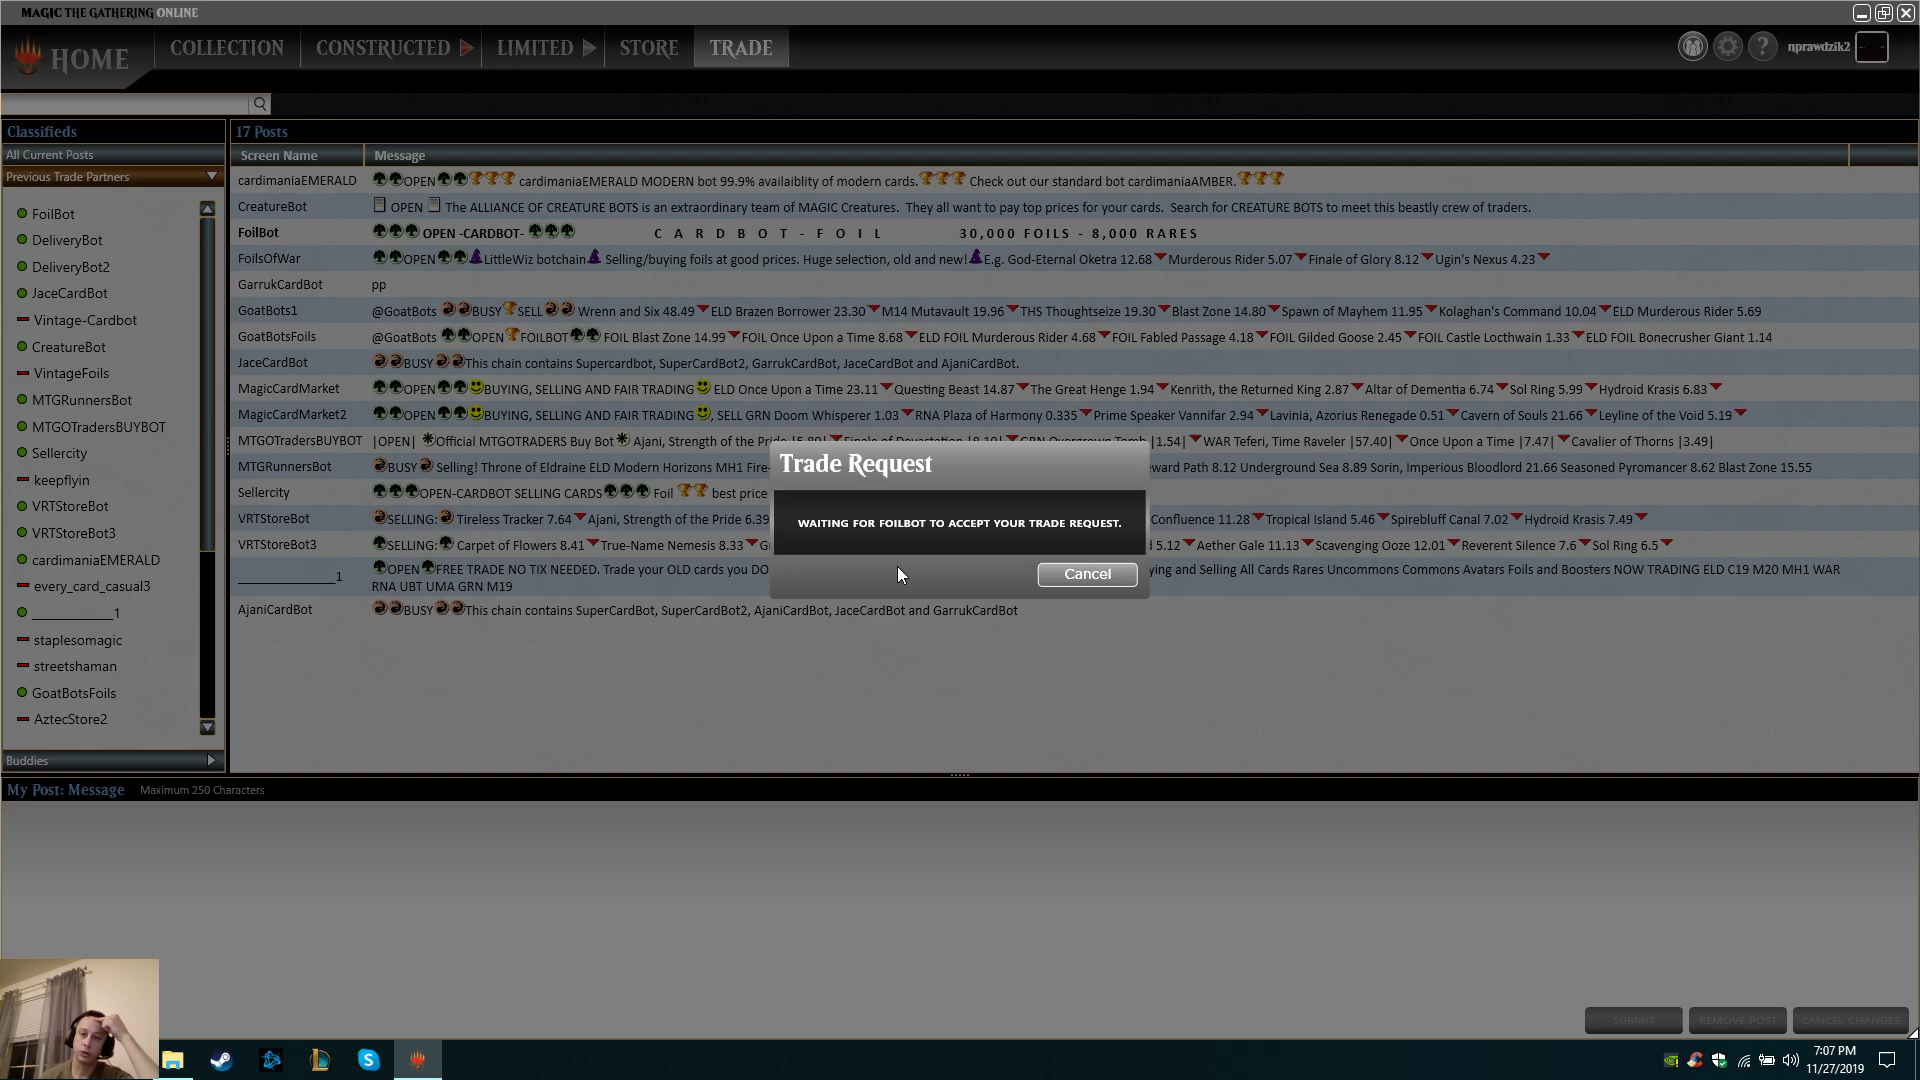 MAGIC THE GATHERING ONLINE
HOME
COLLECTION
CONSTRUCTED
LIMITED
STORE
TRADE
nprawdzik2
Classifieds
All Current Posts
Previous Trade Partners
FoilBot
DeliveryBot
DeliveryBot2
JaceCardBot
Vintage-Cardbot
CreatureBot
VintageFoils
MTGRunnersBot
MTGOTradersBUYBOT
Sellercity
keepflyin
VRTStoreBot
VRTStoreBot3
cardimaniaEMERALD
every_card_casual3
_____________1
staplesomagic
streetshaman
GoatBotsFoils
AztecStore2
Buddies
17 Posts
Screen Name Message
cardimaniaEMERALD OPEN cardimaniaEMERALD MODERN bot 99.9% availaiblity of modern cards. Check out our standard bot cardimaniaAMBER.
CreatureBot OPEN The ALLIANCE OF CREATURE BOTS is an extraordinary team of MAGIC Creatures. They all want to pay top prices for your cards. Search for CREATURE BOTS to meet this beastly crew of traders.
FoilBot OPEN -CARDBOT- C A R D B O T - F O I L 30,000 FOILS - 8,000 RARES
FoilsOfWar OPEN LittleWiz botchain Selling/buying foils at good prices. Huge selection, old and new! E.g. God-Eternal Oketra 12.68 Murderous Rider 5.07 Finale of Glory 8.12 Ugin's Nexus 4.23
GarrukCardBot pp
GoatBots1 @GoatBots BUSY SELL Wrenn and Six 48.49 ELD Brazen Borrower 23.30 M14 Mutavault 19.96 THS Thoughtseize 19.30 Blast Zone 14.80 Spawn of Mayhem 11.95 Kolaghan's Command 10.04 ELD Murderous Rider 5.69
GoatBotsFoils @GoatBots OPEN FOILBOT FOIL Blast Zone 14.99 FOIL Once Upon a Time 8.68 ELD FOIL Murderous Rider 4.68 FOIL Fabled Passage 4.18 FOIL Gilded Goose 2.45 FOIL Castle Locthwain 1.33 ELD FOIL Bonecrusher Giant 1.14
JaceCardBot BUSY This chain contains Supercardbot, SuperCardBot2, GarrukCardBot, JaceCardBot and AjaniCardBot.
MagicCardMarket OPEN BUYING, SELLING AND FAIR TRADING ELD Once Upon a Time 23.11 Questing Beast 14.87 The Great Henge 1.94 Kenrith, the Returned King 2.87 Altar of Dementia 6.74 Sol Ring 5.99 Hydroid Krasis 6.83
MagicCardMarket2 OPEN BUYING, SELLING AND FAIR TRADING , SELL GRN Doom Whisperer 1.03 RNA Plaza of Harmony 0.335 Prime Speaker Vannifar 2.94 Lavinia, Azorius Renegade 0.51 Cavern of Souls 21.66 Leyline of the Void 5.19
MTGOTradersBUYBOT |OPEN| Official MTGOTRADERS Buy Bot Ajani, Strength of the Pride |5.80| Finale of Devastation |8.10| GRN Overgrown Tomb |1.54| WAR Teferi, Time Raveler |57.40| Once Upon a Time |7.47| Cavalier of Thorns |3.49|
MTGRunnersBot BUSY Selling! Throne of Eldraine ELD Modern Horizons MH1 Fire- ward Path 8.12 Underground Sea 8.89 Sorin, Imperious Bloodlord 21.66 Seasoned Pyromancer 8.62 Blast Zone 15.55
Sellercity OPEN-CARDBOT SELLING CARDS Foil best price
VRTStoreBot SELLING: Tireless Tracker 7.64 Ajani, Strength of the Pride 6.39 Confluence 11.28 Tropical Island 5.46 Spirebluff Canal 7.02 Hydroid Krasis 7.49
VRTStoreBot3 SELLING: Carpet of Flowers 8.41 True-Name Nemesis 8.33 G 5.12 Aether Gale 11.13 Scavenging Ooze 12.01 Reverent Silence 7.6 Sol Ring 6.5
_______________1 OPEN FREE TRADE NO TIX NEEDED. Trade your OLD cards you DO ying and Selling All Cards Rares Uncommons Commons Avatars Foils and Boosters NOW TRADING ELD C19 M20 MH1 WAR
RNA UBT UMA GRN M19
AjaniCardBot BUSY This chain contains SuperCardBot, SuperCardBot2, AjaniCardBot, JaceCardBot and GarrukCardBot
Trade Request
WAITING FOR FOILBOT TO ACCEPT YOUR TRADE REQUEST.
Cancel
My Post: Message Maximum 250 Characters
SUBMIT
REMOVE POST
CANCEL CHANGES
7:07 PM
11/27/2019